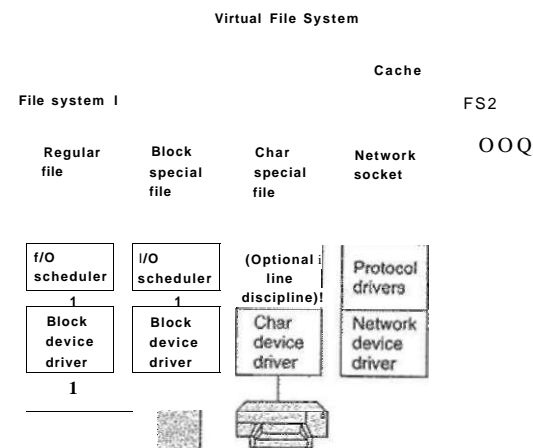 Virtual File System
Cache
File system I
FS2
OOQ
Regular
file
Block
special
file
Char
special
file
Network
socket
f/O
scheduler
1
I/O
scheduler
1
(Optional i
line
discipline)!
Protocol
drivers
Block
device
driver
1
Block
device
driver
Char
device
driver
Network
device
driver